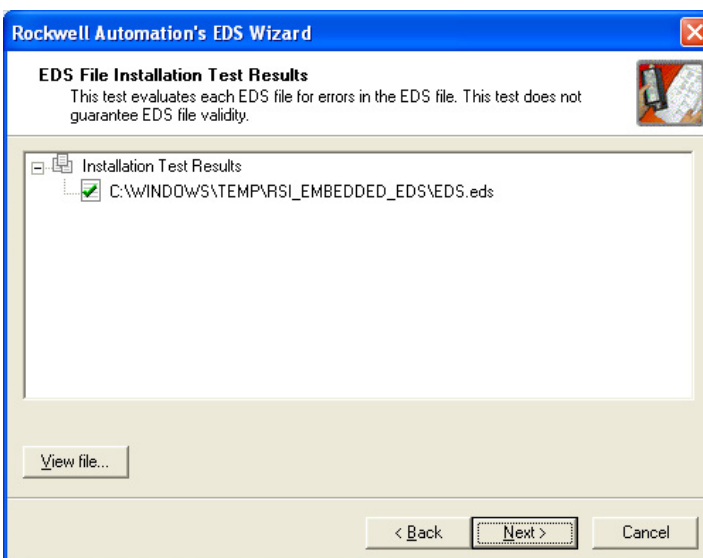 Rockwell Automation's EDS Wizard
EDS File Installation Test Results
This test evaluates each EDS file for errors in the EDS file. This test does not
guarantee EDS file validity.
Installation Test Results
C:\WINDOWS\TEMP\RSI_EMBEDDED_EDS\EDS.eds
View file...
< Back
Next >
Cancel